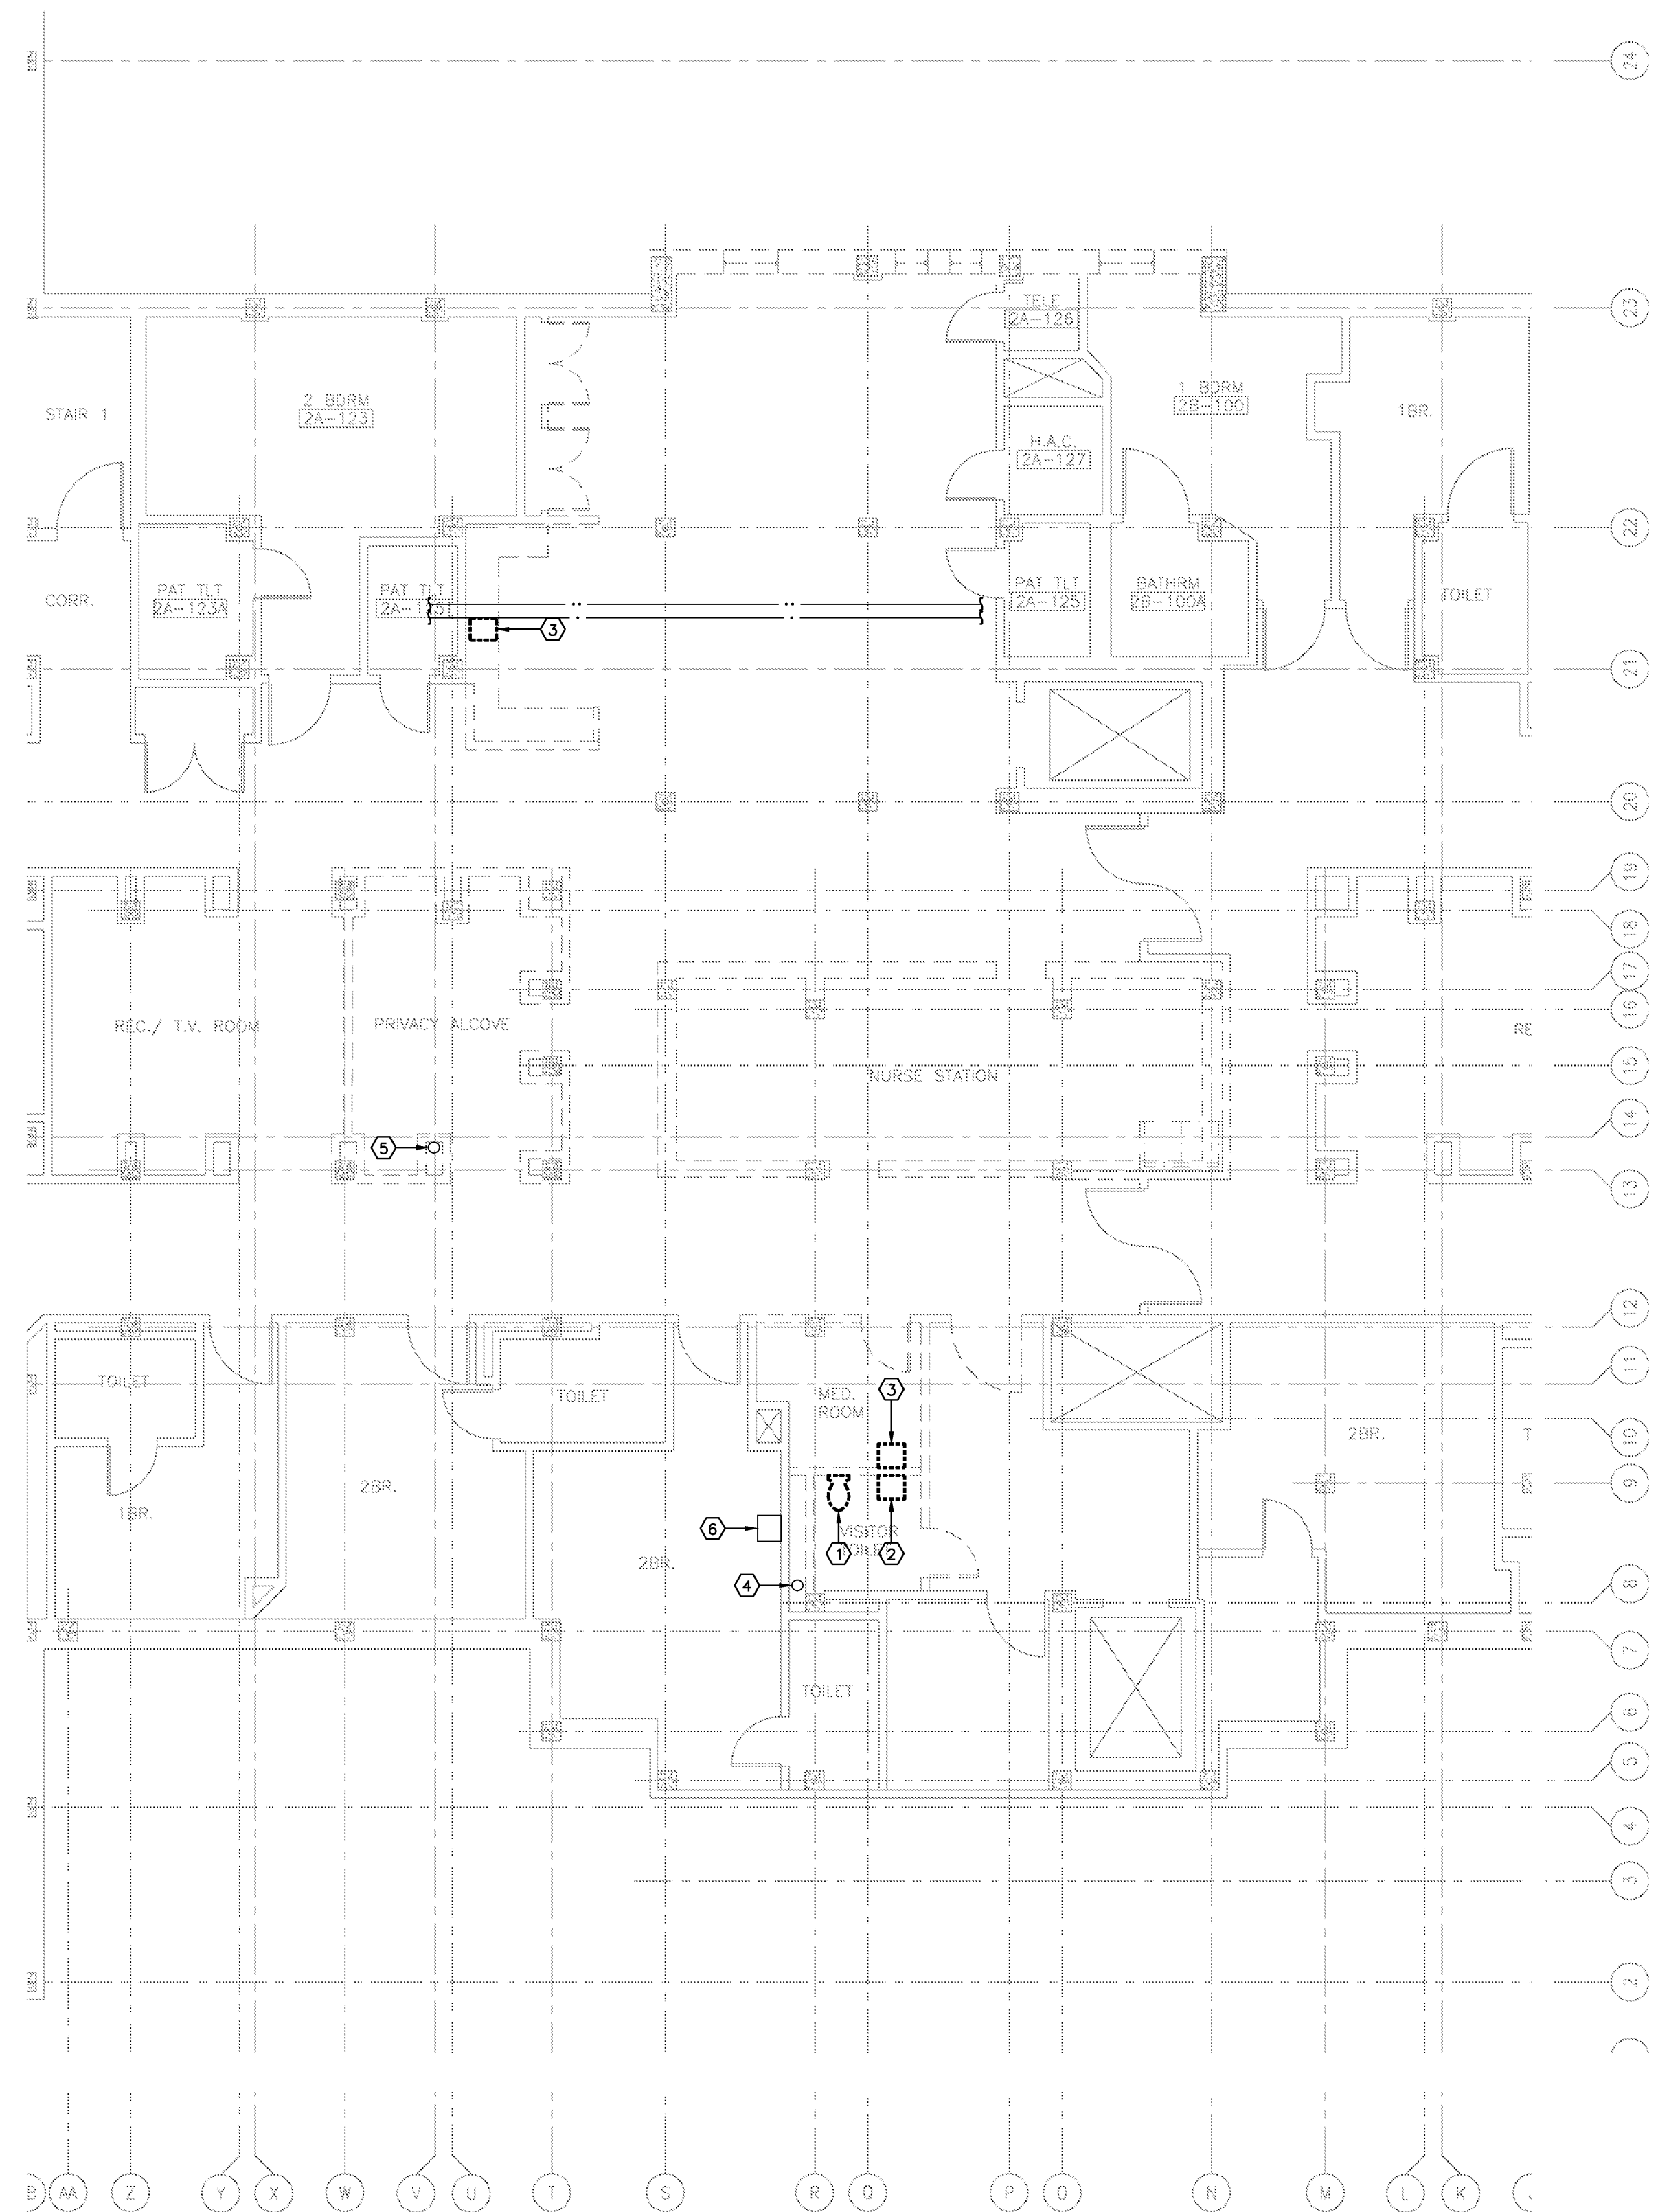 24
TELE
2A-126
23
2 BDRM
2A-123
1 BDRM
2B-100
STAIR 1
1BR.
H.A.C.
2A-127
22
PAT TLT
2A-123A
PAT TLT
PAT TLT
2A-125
BATHRM
2B-100A
TOILET
CORR.
3
21
20
19
18
17
16
REC./ T.V. ROOM
PRIVACY ALCOVE
RE
NURSE STATION
15
14
5
13
12
11
TOILET
TOILET
MED.
ROOM
3
2BR.
T
10
9
2BR.
1BR.
6
VISITOR
TOILET
1
2
2BR.
4
8
7
TOILET
6
5
4
3
2
B
AA
Z
Y
X
W
V
U
T
S
R
Q
P
O
N
M
L
K